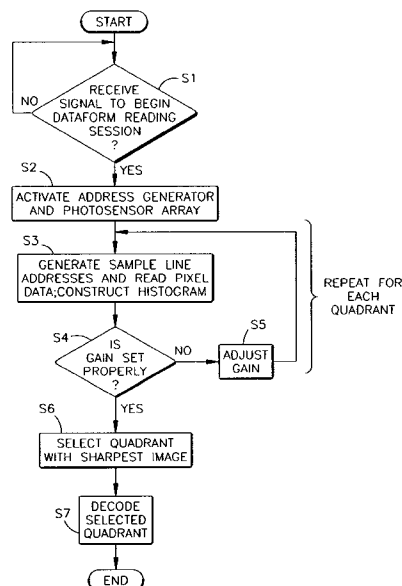 START
S1
RECEIVE
SIGNAL TO BEGIN
DATAFORM READING
SESSION
?
NO
YES
S2
ACTIVATE ADDRESS GENERATOR
AND PHOTOSENSOR ARRAY
S3
GENERATE SAMPLE LINE
ADDRESSES AND READ PIXEL
DATA;CONSTRUCT HISTOGRAM
REPEAT FOR
EACH
QUADRANT
S4
IS
GAIN SET
PROPERLY
?
NO
S5
ADJUST
GAIN
YES
S6
SELECT QUADRANT
WITH SHARPEST IMAGE
S7
DECODE
SELECTED
QUADRANT
END